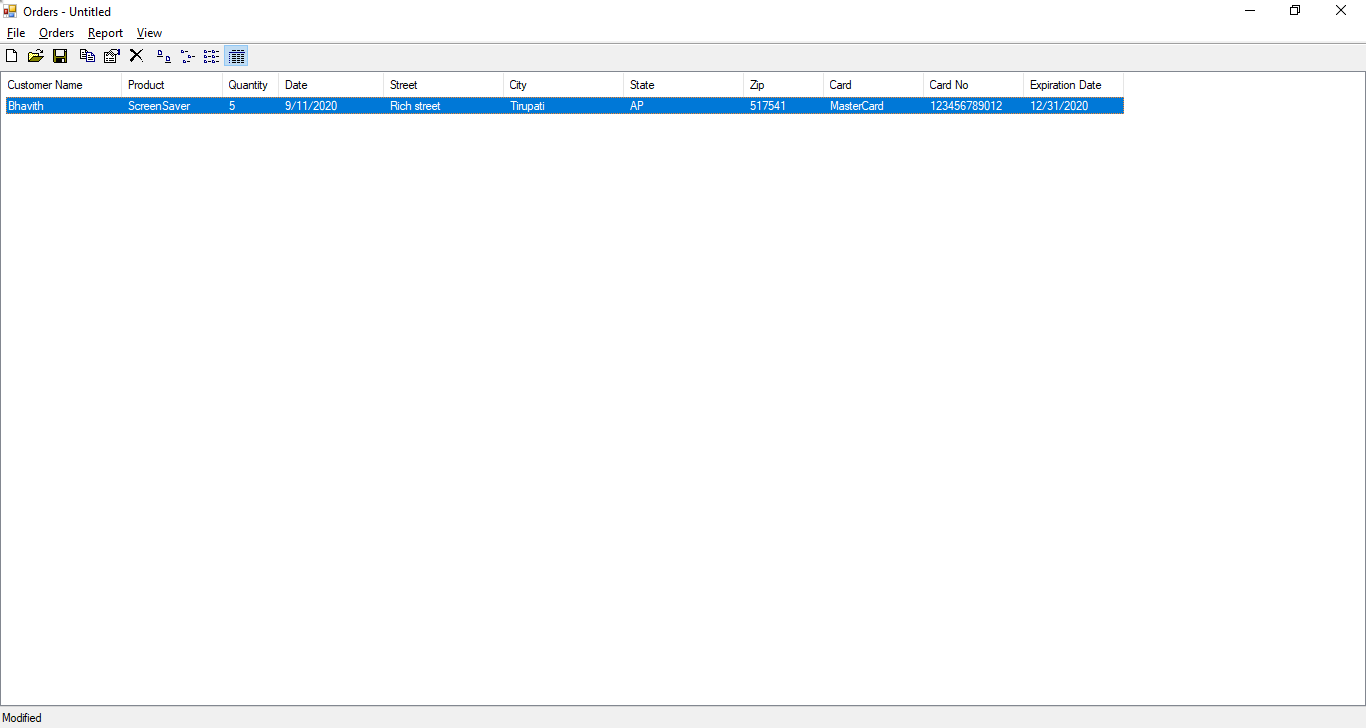 Orders - Untitled
File Orders Report View
Customer Name Product Quantity Date Street City State Zip Card Card No Expiration Date
Bhavith ScreenSaver 5 9/11/2020 Rich street Tirupati AP 517541 MasterCard 123456789012 12/31/2020
Modified